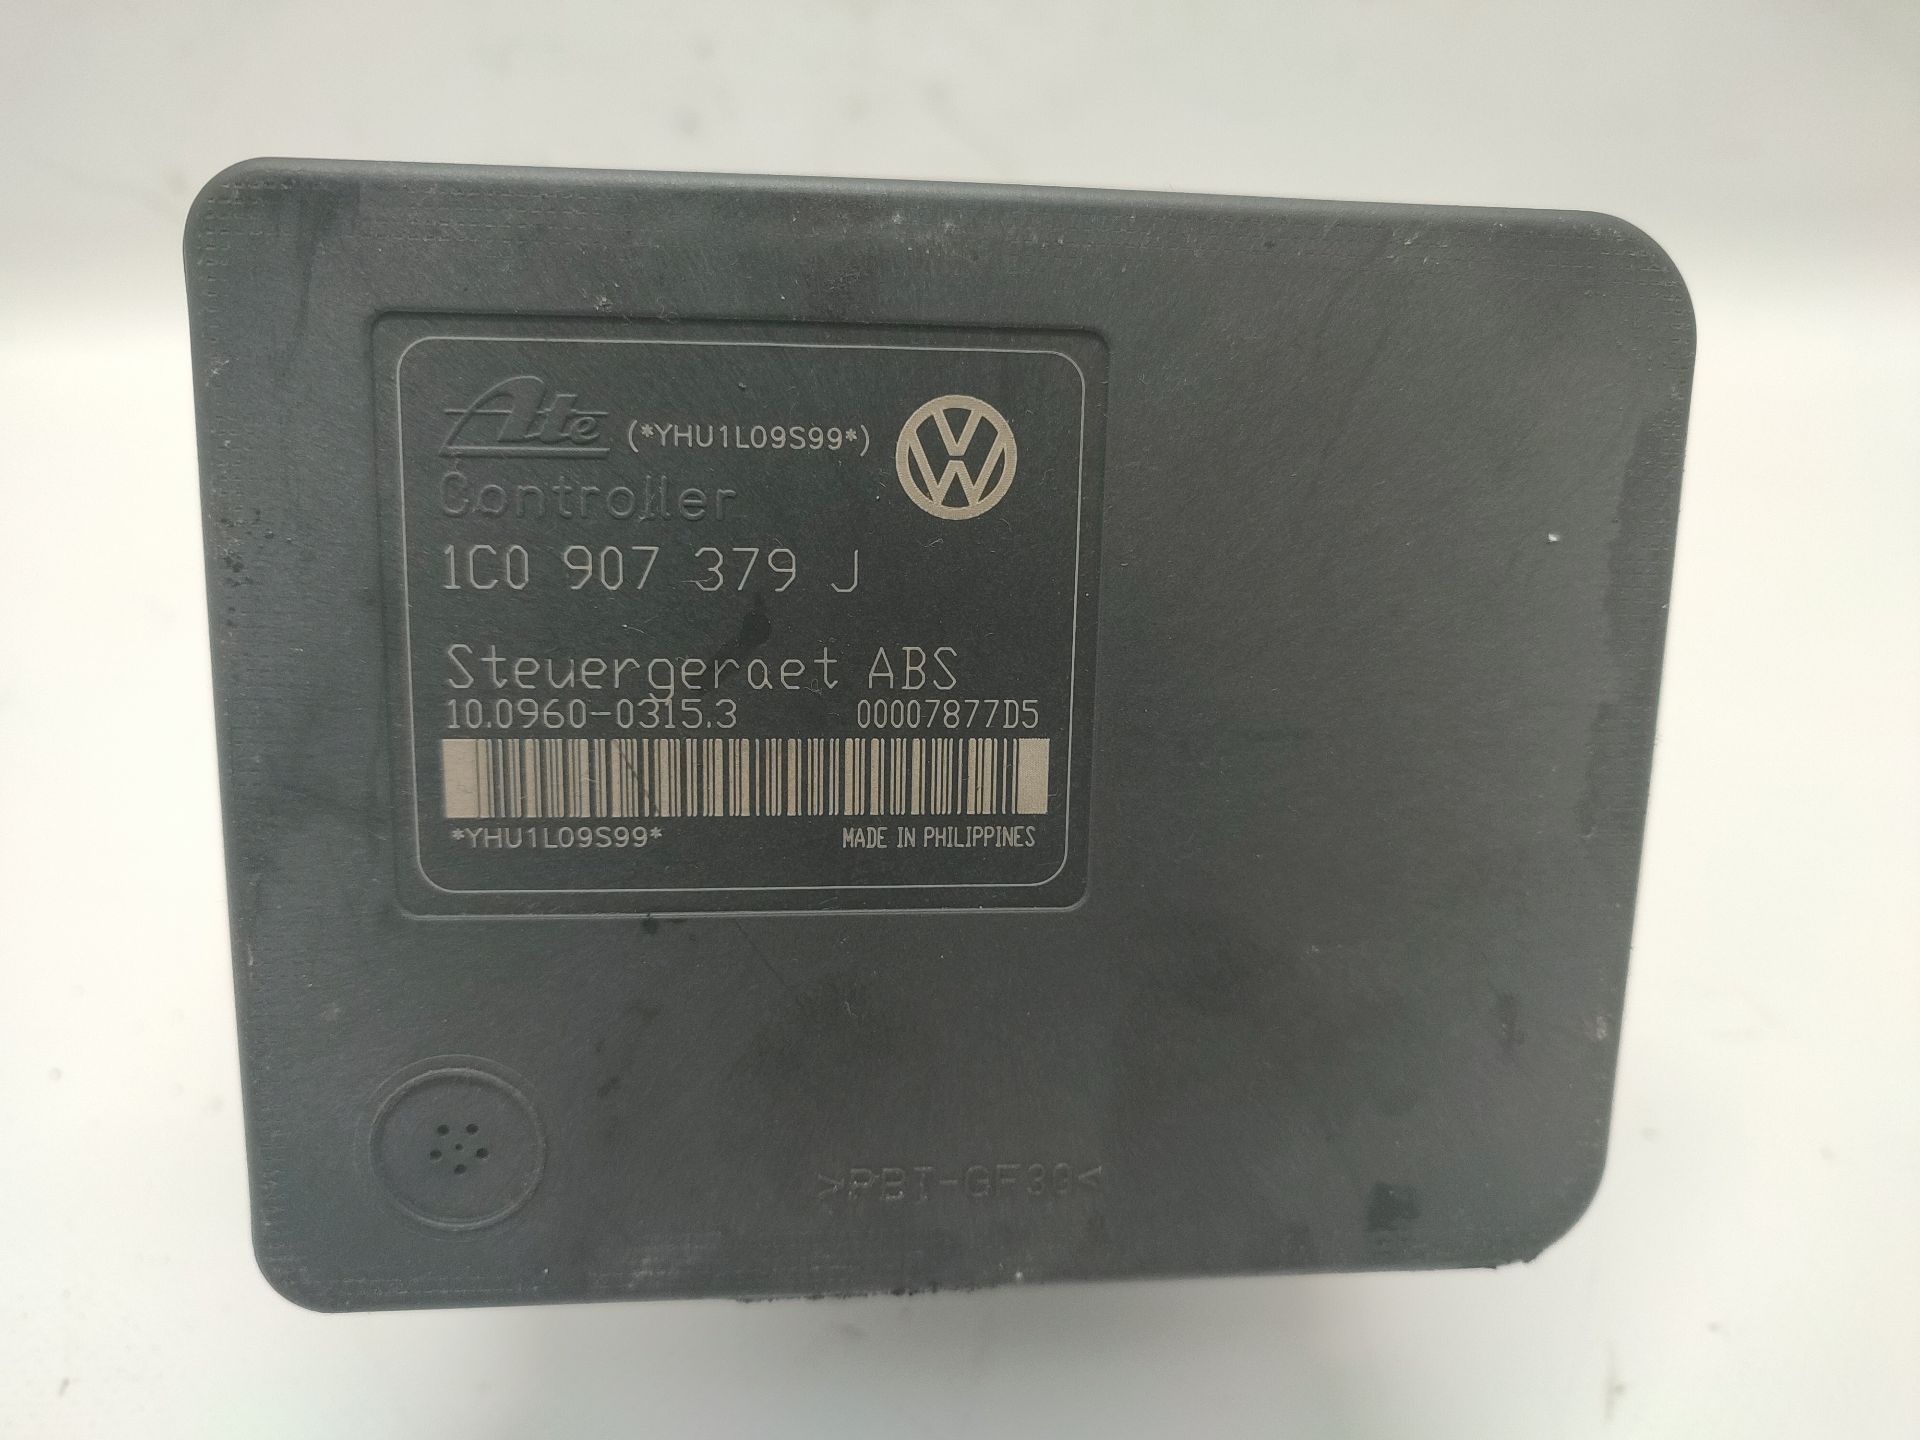 Ate (*YHU1L09S99*)
Controller
1C0 907 379 J
Steuergeraet ABS
10.0960-0315.3 00007877D5
*YHU1L09S99* MADE IN PHILIPPINES
>PBT-GF30<